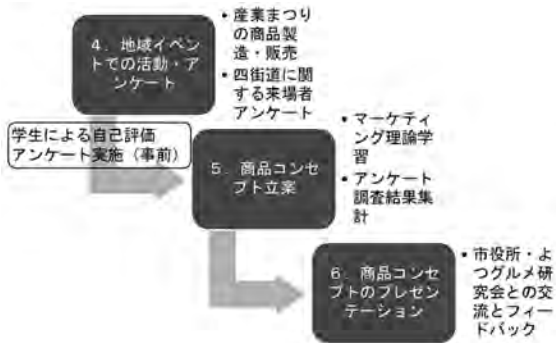 ４．地域イベン
トでの活動・ア
ンケート
• 産業まつり
の商品製
造・販売
• 四街道に関
する来場者
アンケート
学生による自己評価
アンケート実施（事前）
５．商品コンセ
プト立案
• マーケティ
ング理論学
習
• アンケート
調査結果集
計
６．商品コンセ
プトのプレゼン
テーション
• 市役所・よ
つグルメ研
究会との交
流とフィー
ドバック